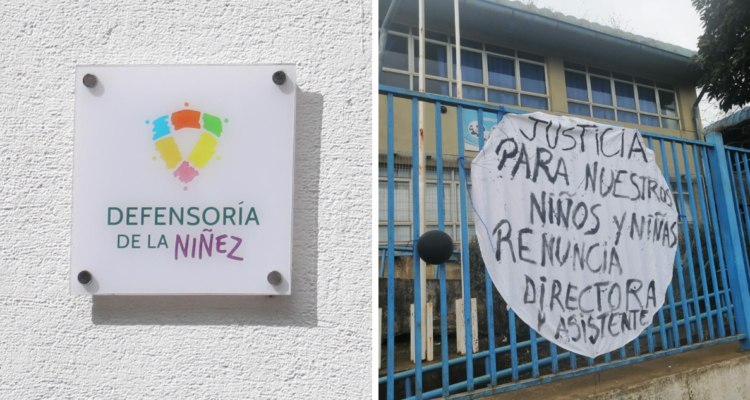 DEFENSORÍA
DE LA NIÑEZ
JUSTICIA
PARA NUESTROS
NIÑOS Y NIÑAS
RENUNCIA
DIRECTORA
Y ASISTENTE